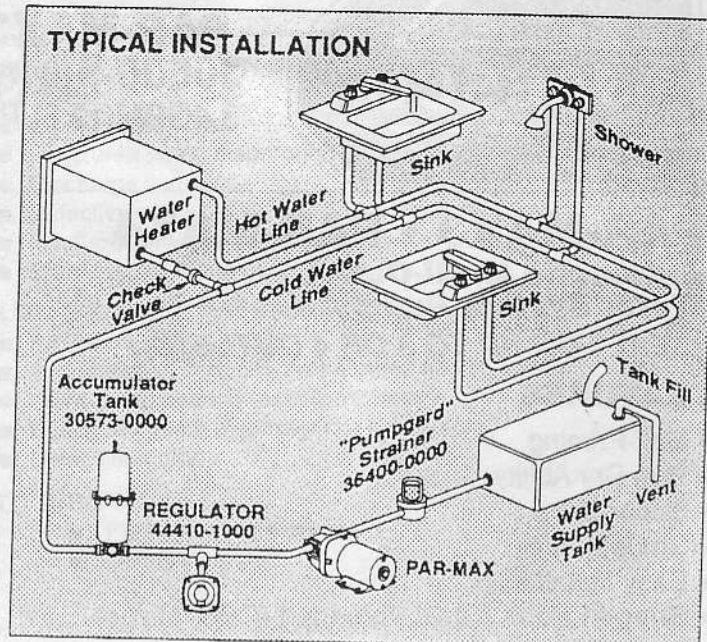 TYPICAL INSTALLATION
Sink
Shower
Water
Heater
Hot Water
Line
Check
Valve
Cold Water
Line
Sink
Accumulator
Tank
30573-0000
"Pumpgard"
Strainer
35400-0000
Tank Fill
REGULATOR
44410-1000
Vent
Water
Supply
Tank
PAR-MAX